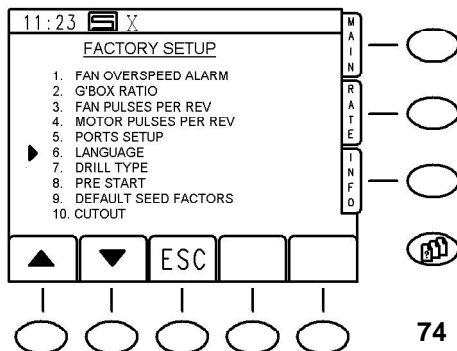 11:23 S X
FACTORY SETUP
1. FAN OVERSPEED ALARM
2. G'BOX RATIO
3. FAN PULSES PER REV
4. MOTOR PULSES PER REV
5. PORTS SETUP
6. LANGUAGE
7. DRILL TYPE
8. PRE START
9. DEFAULT SEED FACTORS
10. CUTOUT
MAIN
RATE
INFO
ESC
?
74